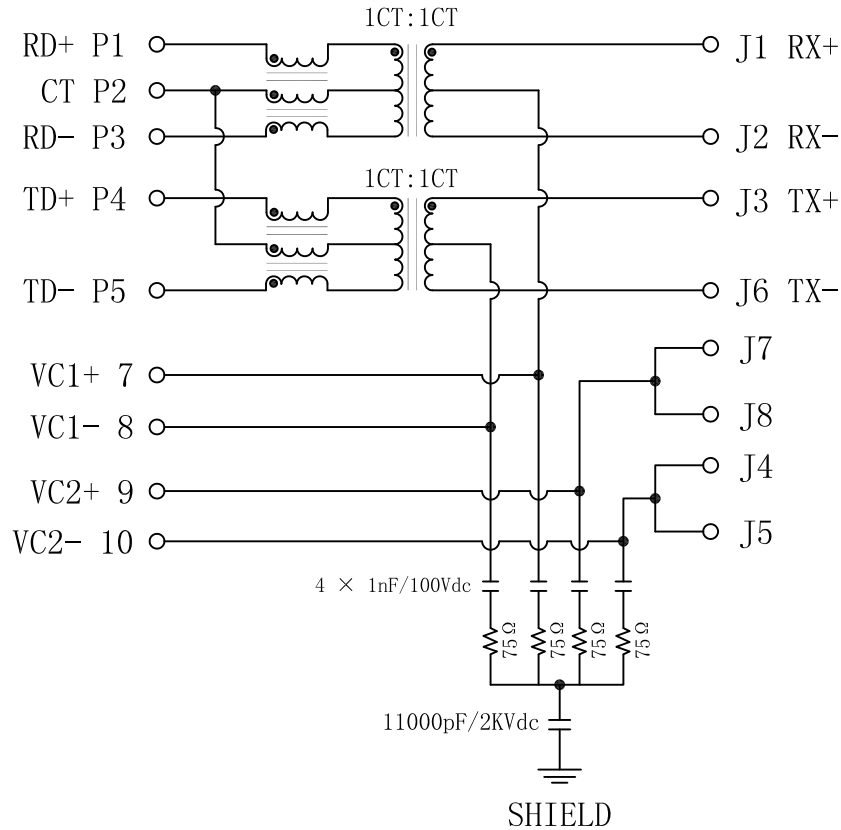 1CT:1CT
RD+ P1
J1 RX+
CT P2
RD- P3
J2 RX-
1CT:1CT
TD+ P4
J3 TX+
TD- P5
J6 TX-
J7
VC1+ 7
J8
VC1- 8
J4
VC2+ 9
J5
VC2- 10
4 × 1nF/100Vdc
75Ω
75Ω
75Ω
75Ω
11000pF/2KVdc
SHIELD